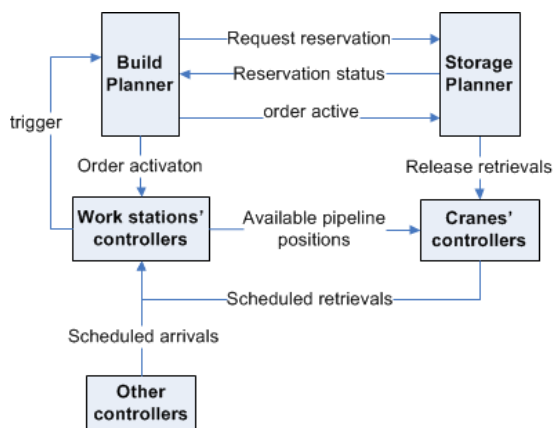 Build
Planner
Request reservation
Storage
Planner
Reservation status
order active
trigger
Order activaton
Release retrievals
Work stations'
controllers
Available pipeline
positions
Cranes'
controllers
Scheduled retrievals
Scheduled arrivals
Other
controllers